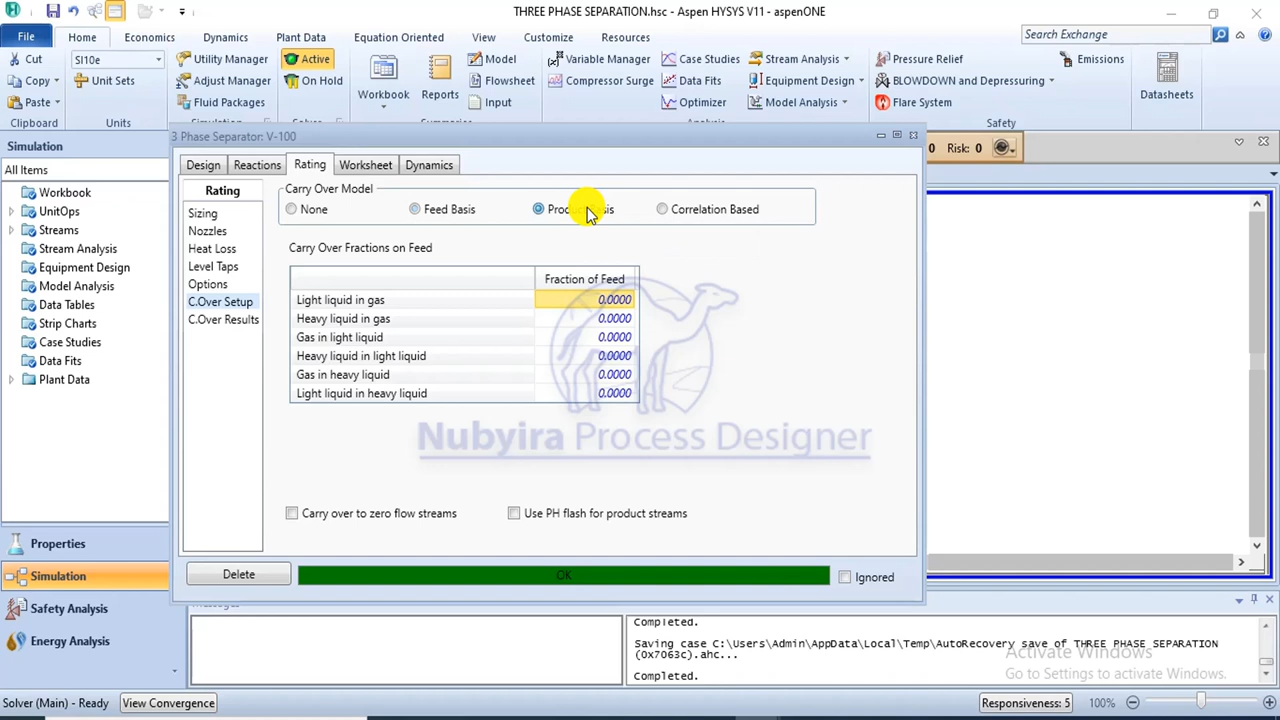 THREE PHASE SEPARATION.hsc - Aspen HYSYS V11 - aspenONE
File Home Economics Dynamics Plant Data Equation Oriented View Customize Resources Search Exchange
Cut
Copy
Paste
Clipboard
SI10e
Unit Sets
Units
Utility Manager
Adjust Manager
Fluid Packages
Active
On Hold
Workbook
Reports
Model
Flowsheet
Input
Variable Manager
Compressor Surge
Case Studies
Data Fits
Optimizer
Stream Analysis
Equipment Design
Model Analysis
Pressure Relief
BLOWDOWN and Depressuring
Flare System
Safety
Emissions
Datasheets
Simulation
All Items
Workbook
UnitOps
Streams
Stream Analysis
Equipment Design
Model Analysis
Data Tables
Strip Charts
Case Studies
Data Fits
Plant Data
Properties
Simulation
Safety Analysis
Energy Analysis
3 Phase Separator: V-100
0 Risk: 0
Design Reactions Rating Worksheet Dynamics
Rating
Sizing
Nozzles
Heat Loss
Level Taps
Options
C.Over Setup
C.Over Results
Carry Over Model
None Feed Basis Product Basis Correlation Based
Carry Over Fractions on Feed
Fraction of Feed
Light liquid in gas 0.0000
Heavy liquid in gas 0.0000
Gas in light liquid 0.0000
Heavy liquid in light liquid 0.0000
Gas in heavy liquid 0.0000
Light liquid in heavy liquid 0.0000
Nubyira Process Designer
Carry over to zero flow streams Use PH flash for product streams
Delete OK Ignored
Completed.
Saving case C:\Users\Admin\AppData\Local\Temp\AutoRecovery save of THREE PHASE SEPARATION
(0x7063c).ahc...
Completed.
Activate Windows
Go to Settings to activate Windows.
Solver (Main) - Ready View Convergence Responsiveness: 5 100%